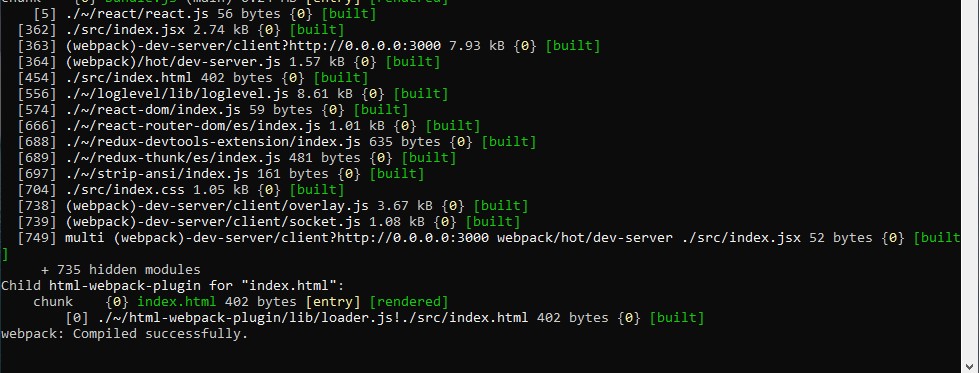 chunk    {0} bundle.js (main) 6.24 MB [entry] [rendered]
[5] ./~/react/react.js 56 bytes {0} [built]
[362] ./src/index.jsx 2.74 kB {0} [built]
[363] (webpack)-dev-server/client?http://0.0.0.0:3000 7.93 kB {0} [built]
[364] (webpack)/hot/dev-server.js 1.57 kB {0} [built]
[454] ./src/index.html 402 bytes {0} [built]
[556] ./~/loglevel/lib/loglevel.js 8.61 kB {0} [built]
[574] ./~/react-dom/index.js 59 bytes {0} [built]
[666] ./~/react-router-dom/es/index.js 1.01 kB {0} [built]
[688] ./~/redux-devtools-extension/index.js 635 bytes {0} [built]
[689] ./~/redux-thunk/es/index.js 481 bytes {0} [built]
[697] ./~/strip-ansi/index.js 161 bytes {0} [built]
[704] ./src/index.css 1.05 kB {0} [built]
[738] (webpack)-dev-server/client/overlay.js 3.67 kB {0} [built]
[739] (webpack)-dev-server/client/socket.js 1.08 kB {0} [built]
[749] multi (webpack)-dev-server/client?http://0.0.0.0:3000 webpack/hot/dev-server ./src/index.jsx 52 bytes {0} [built
]
+ 735 hidden modules
Child html-webpack-plugin for "index.html":
chunk    {0} index.html 402 bytes [entry] [rendered]
[0] ./~/html-webpack-plugin/lib/loader.js!./src/index.html 402 bytes {0} [built]
webpack: Compiled successfully.